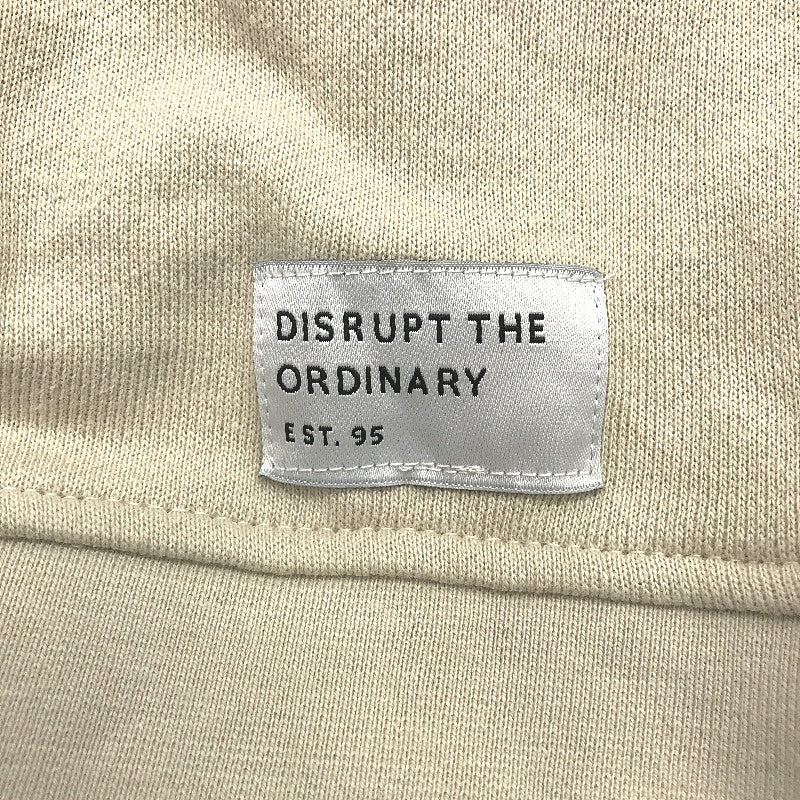 DISRUPT THE
ORDINARY
EST. 95